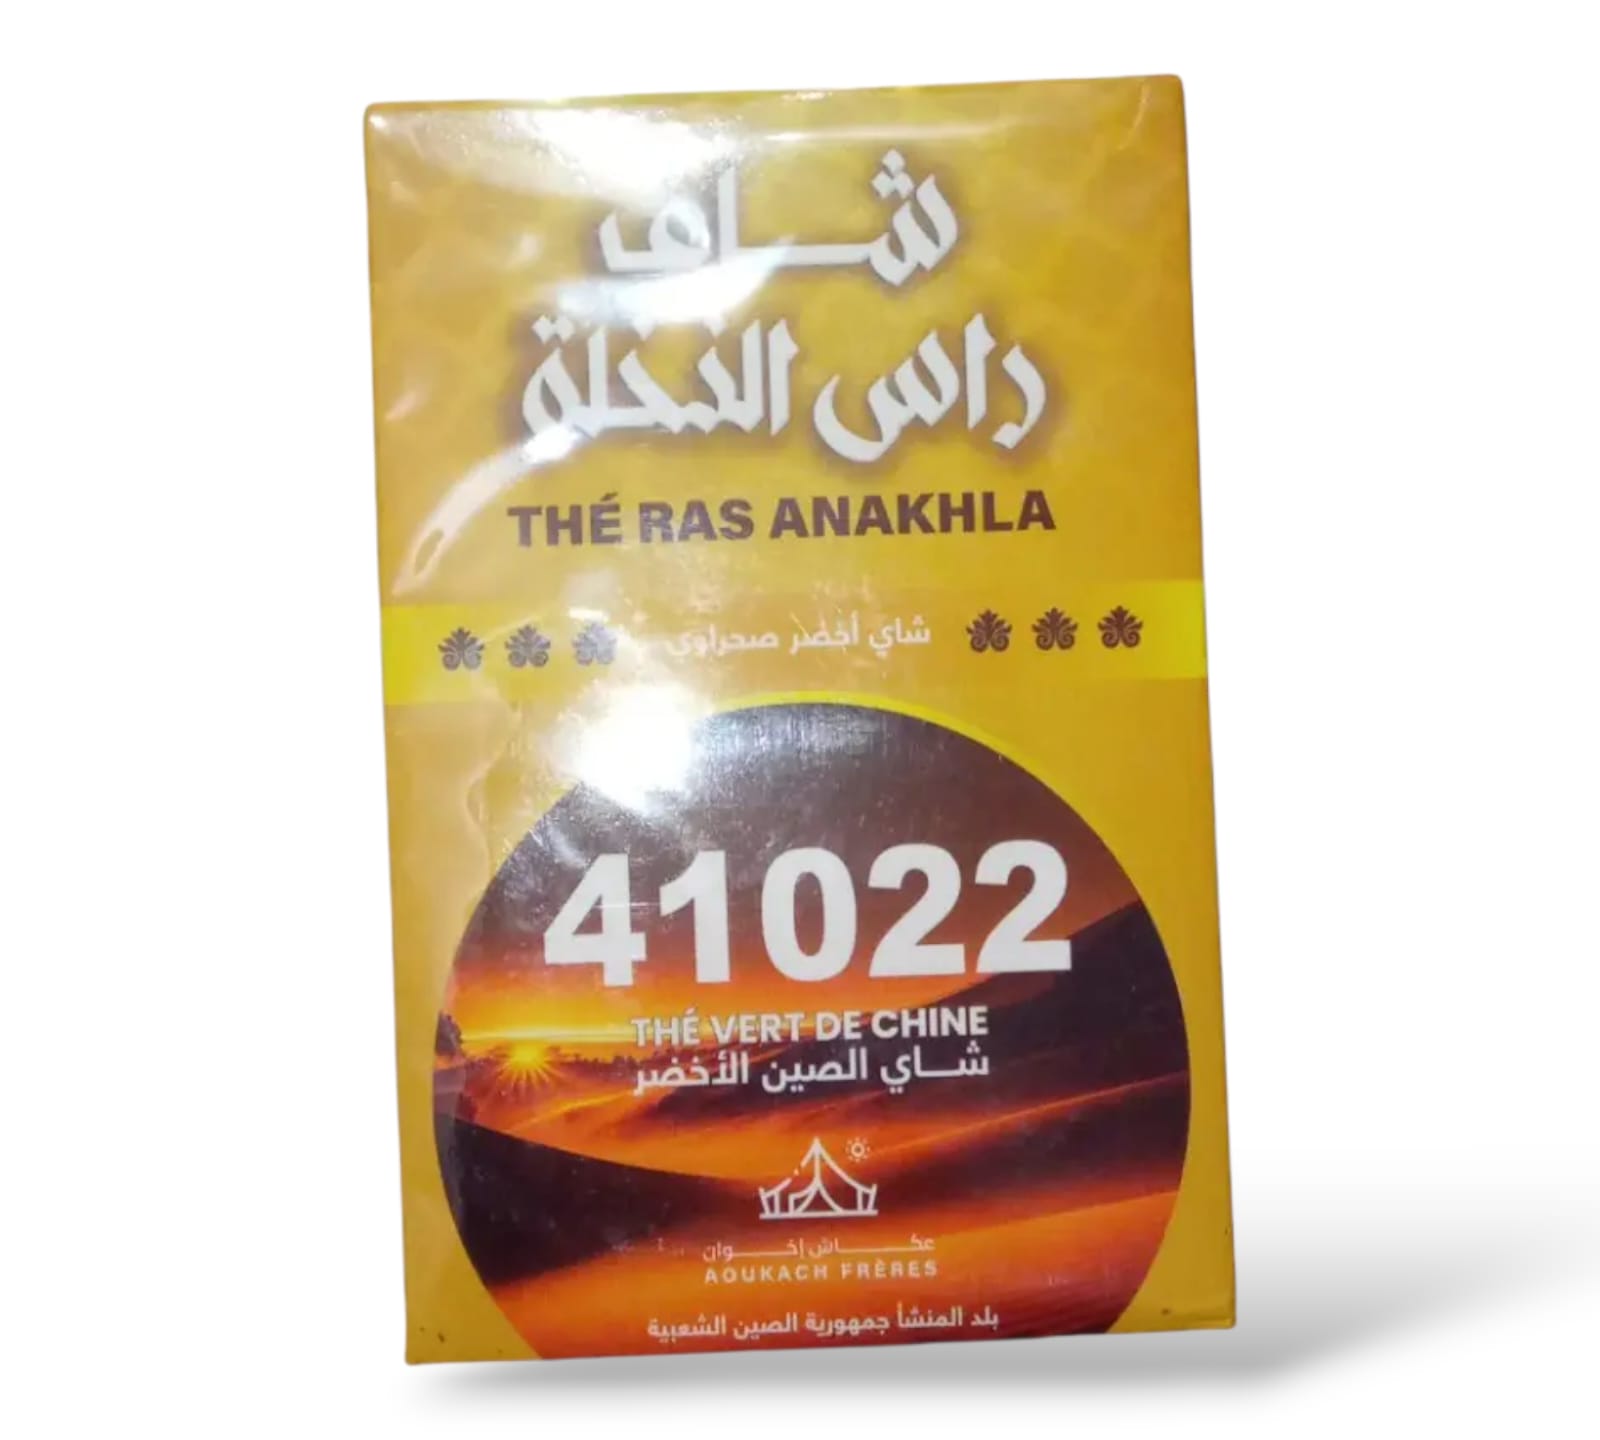 شاي
راس النخلة
THÉ RAS ANAKHLA
شاي أخضر صحراوي
41022
THÉ VERT DE CHINE
شاي الصين الأخضر
عكاش إخوان
AOUKACH FRÈRES
بلد المنشأ جمهورية الصين الشعبية